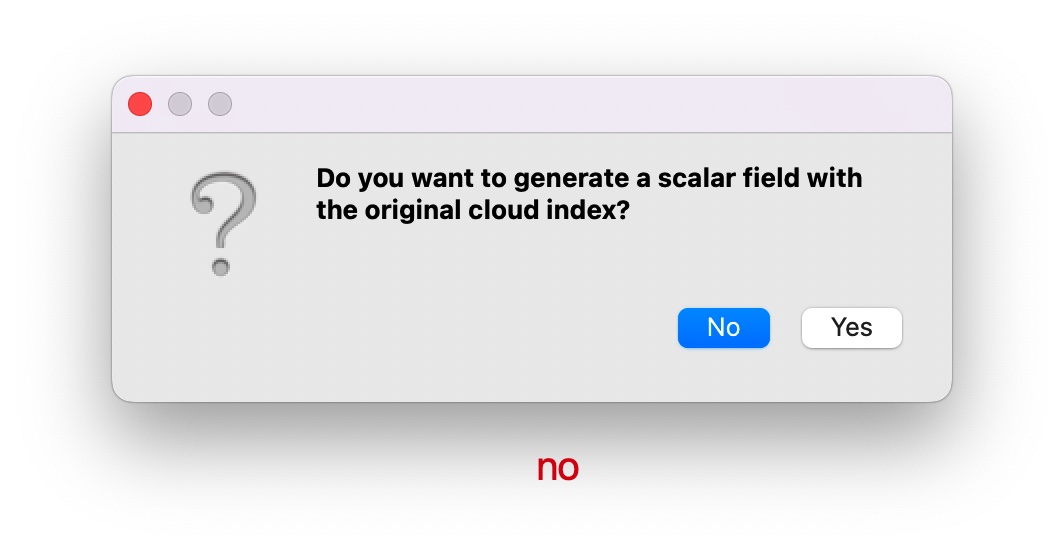 Do you want to generate a scalar field with
the original cloud index?
No
Yes
no